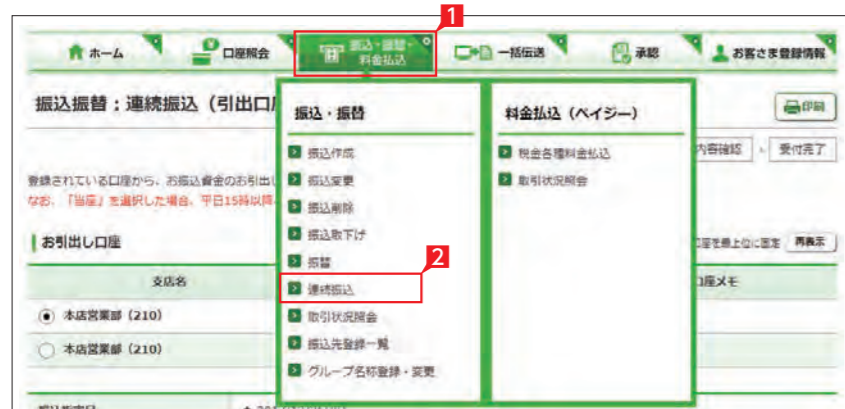 1
ホーム
口座照会
振込・振替・
料金払込
一括伝送
承認
お客さま登録情報
振込振替：連続振込（引出口
印刷
内容確認
受付完了
登録されている口座から、お振込資金のお引出し
なお、「当座」を選択した場合、平日15時以降
お引出し口座
口座を最上位に固定
再表示
支店名
口座メモ
本店営業部（210）
本店営業部（210）
振込・振替
振込作成
振込変更
振込削除
振込取下げ
振替
2
連続振込
取引状況照会
振込先登録一覧
グループ名称登録・変更
料金払込（ペイジー）
税金各種料金払込
取引状況照会